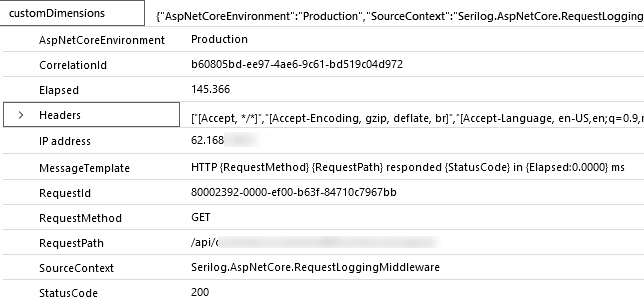 customDimensions {"AspNetCoreEnvironment":"Production","SourceContext":"Serilog.AspNetCore.RequestLogging
AspNetCoreEnvironment Production
CorrelationId b60805bd-ee97-4ae6-9c61-bd519c04d972
Elapsed 145.366
Headers ["[Accept, */*]","[Accept-Encoding, gzip, deflate, br]","[Accept-Language, en-US,en;q=0.9,r
IP address 62.168
MessageTemplate HTTP {RequestMethod} {RequestPath} responded {StatusCode} in {Elapsed:0.0000} ms
RequestId 80002392-0000-ef00-b63f-84710c7967bb
RequestMethod GET
RequestPath /api/
SourceContext Serilog.AspNetCore.RequestLoggingMiddleware
StatusCode 200